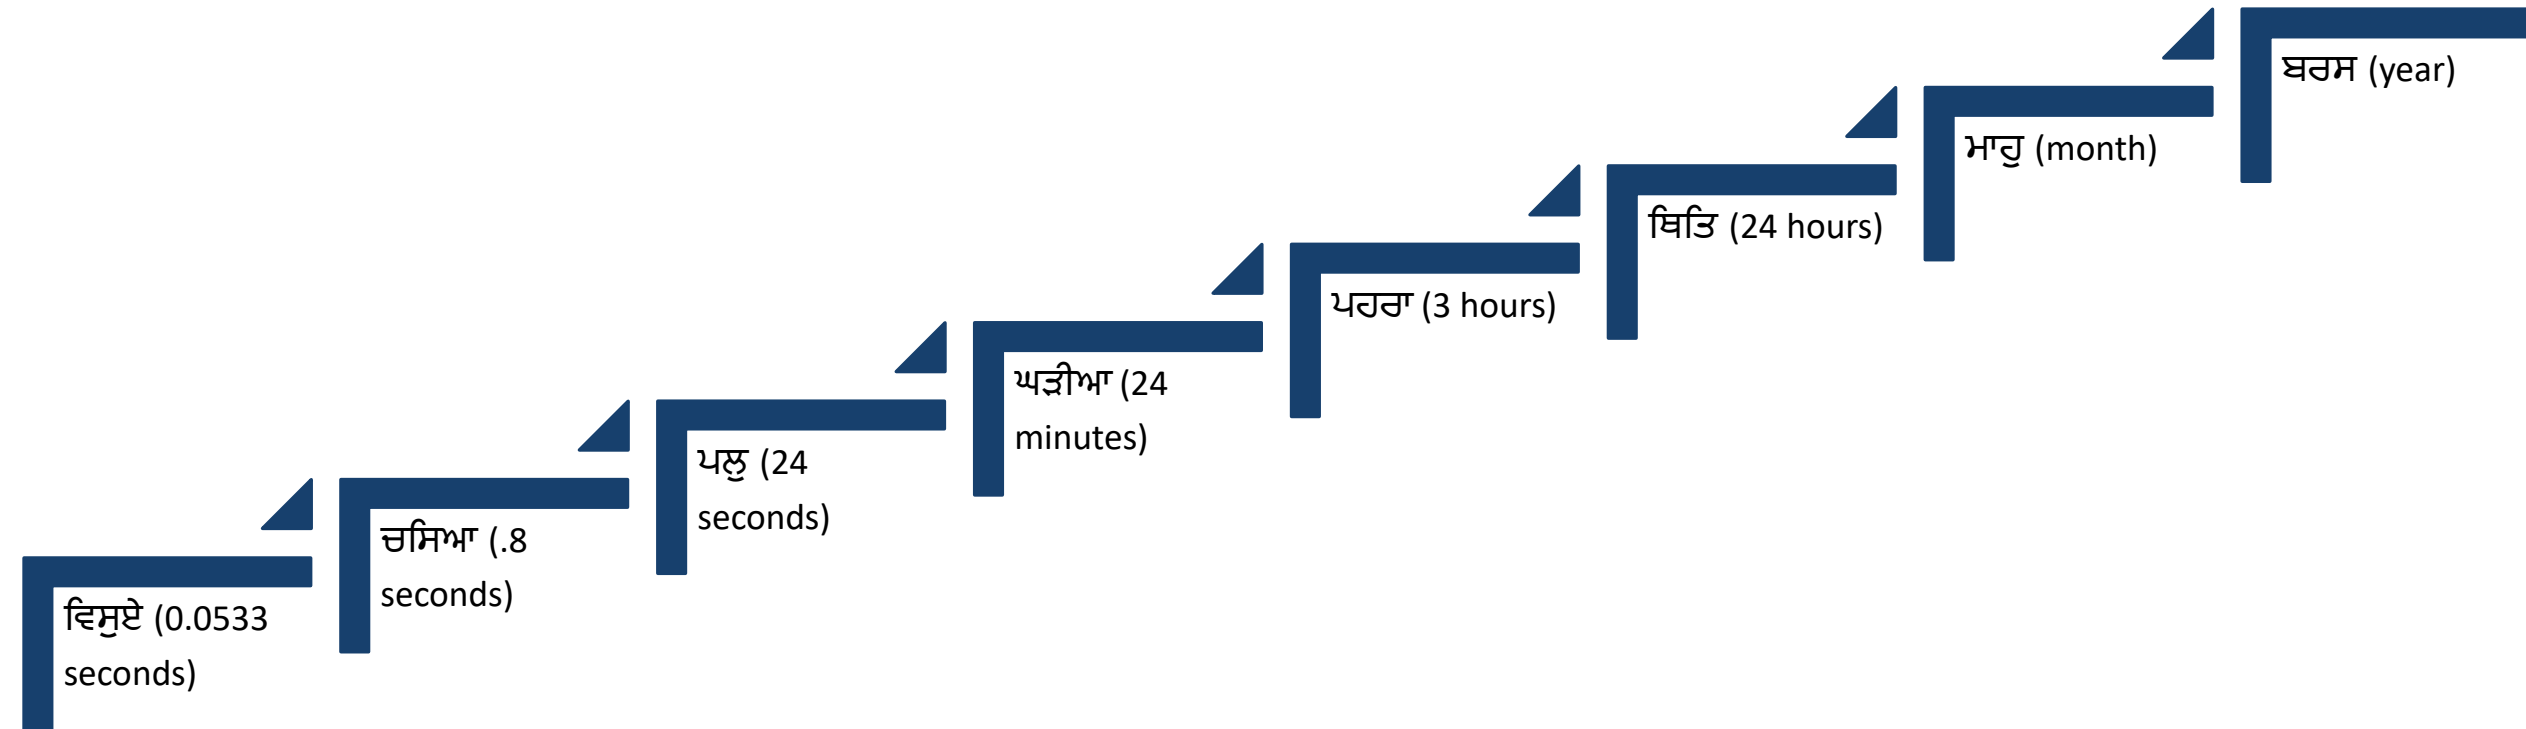 ਵਿਸੁਏ (0.0533
seconds)
ਚਸਿਆ (.8
seconds)
ਪਲੁ (24
seconds)
ਘੜੀਆ (24
minutes)
ਪਹਰਾ (3 hours)
ਥਿਤਿ (24 hours)
ਮਾਹੁ (month)
ਬਰਸ (year)